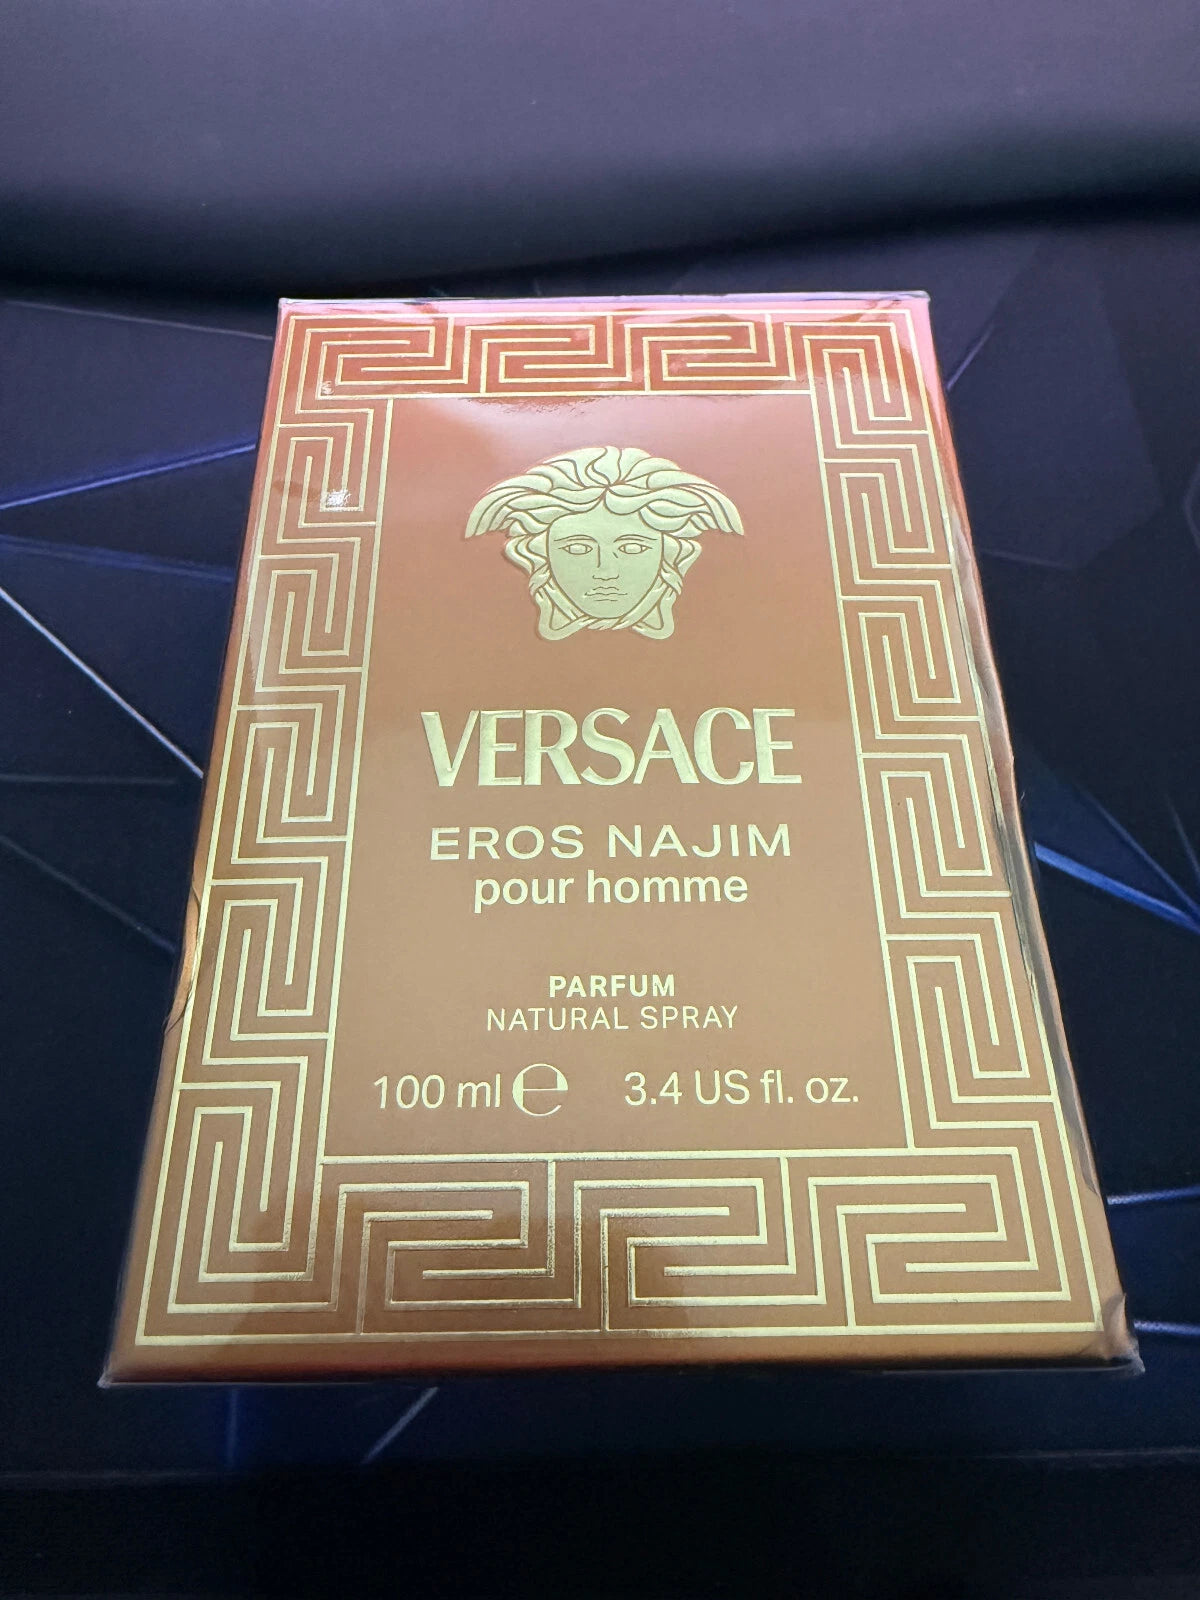 VERSACE
EROS NAJIM
pour homme
PARFUM
NATURAL SPRAY
100 ml ℮ 3.4 US fl. oz.